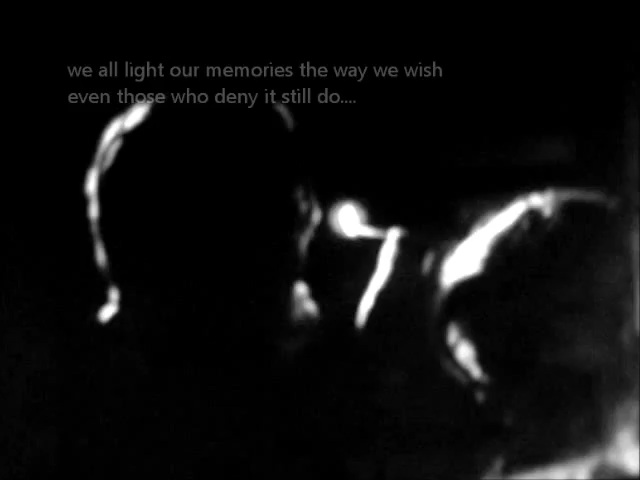 we all light our memories the way we wish
even those who deny it still do....